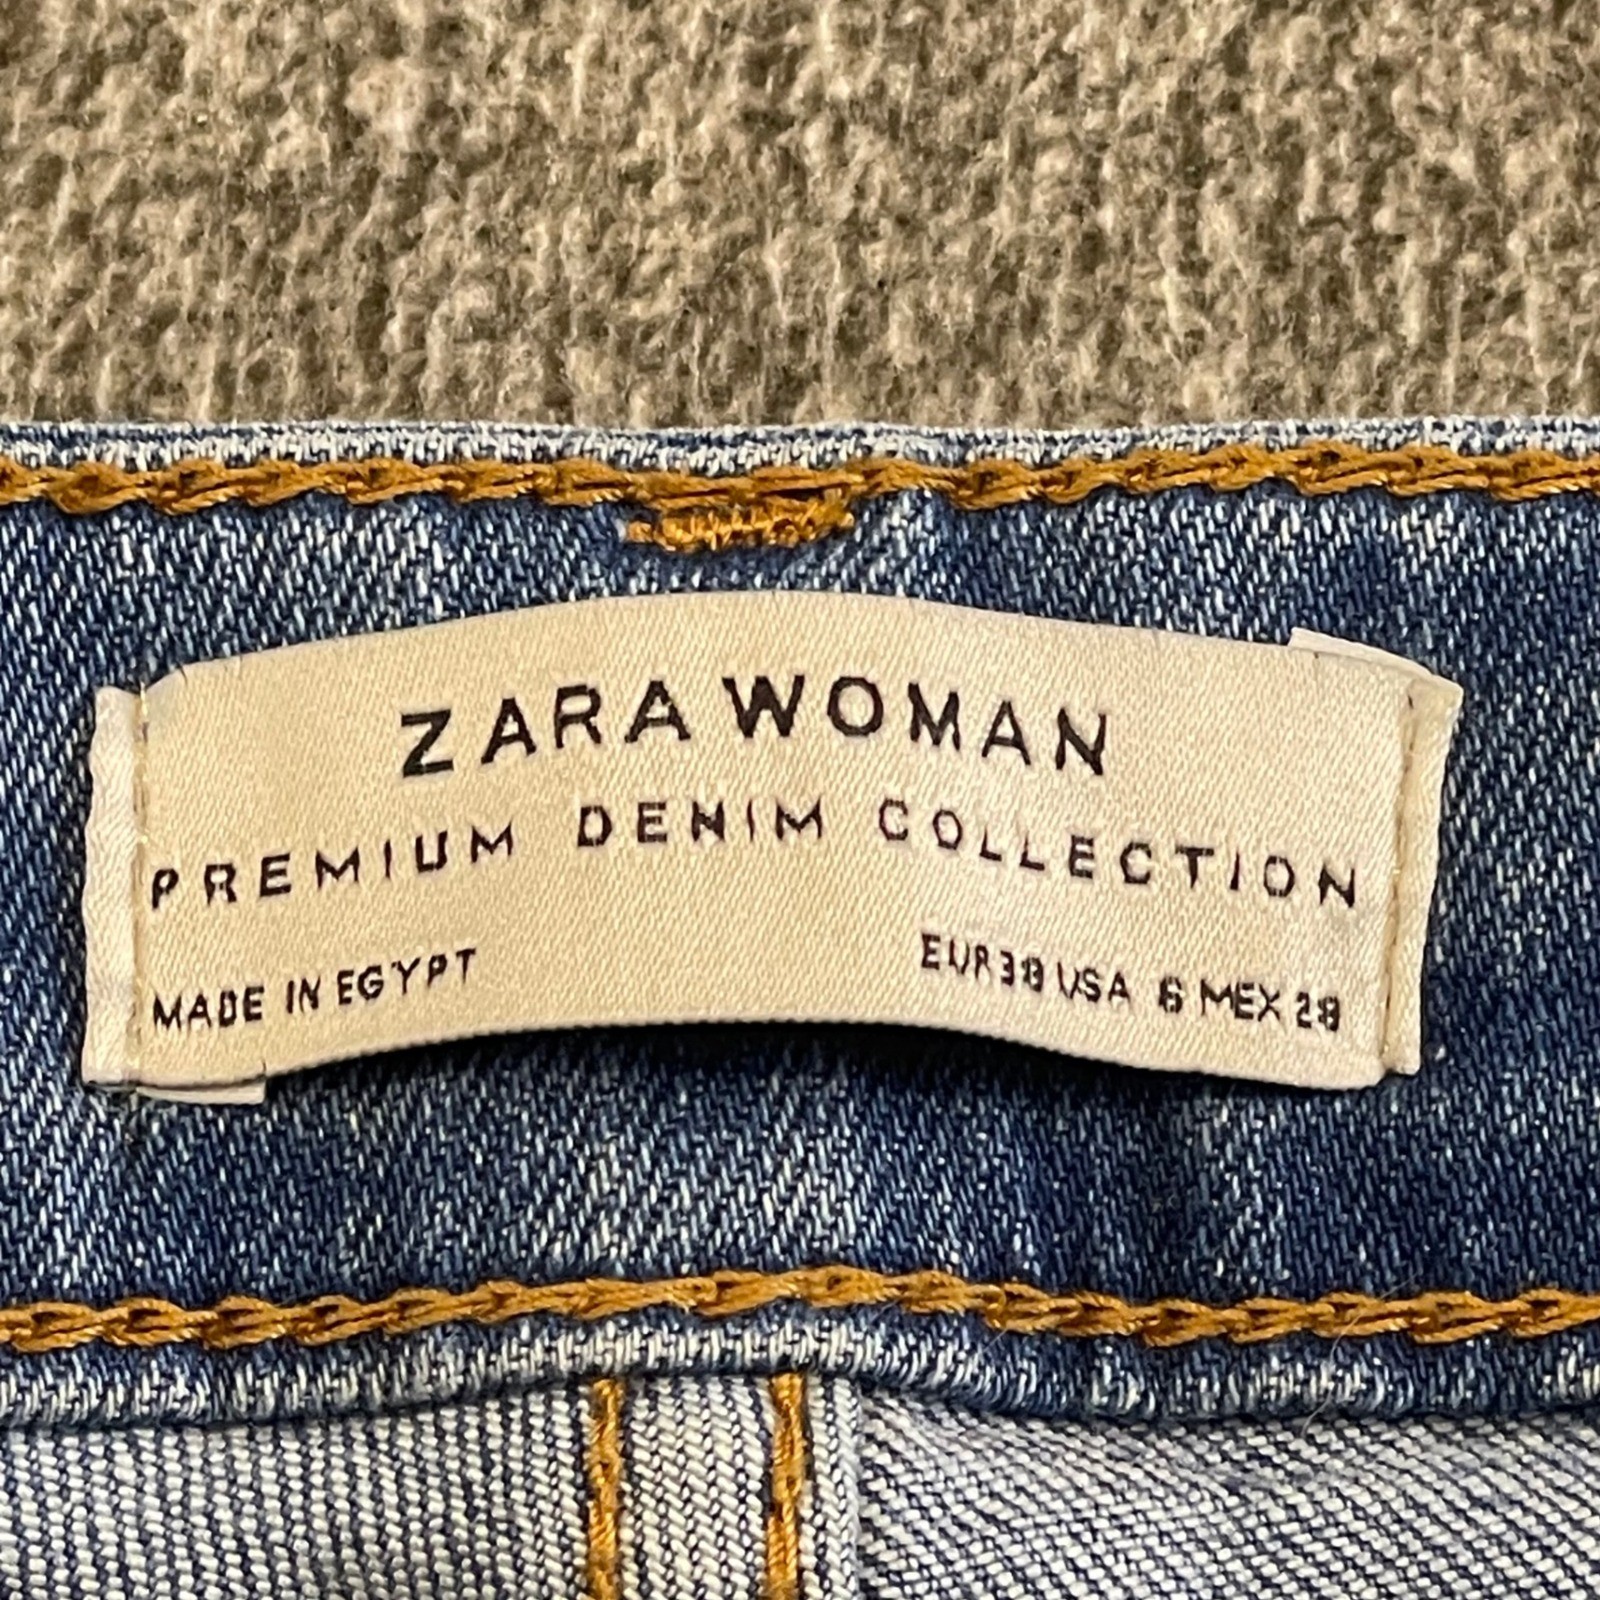 ZARA WOMAN
PREMIUM DENIM COLLECTION
MADE IN EGYPT EUR 38 USA 6 MEX 28